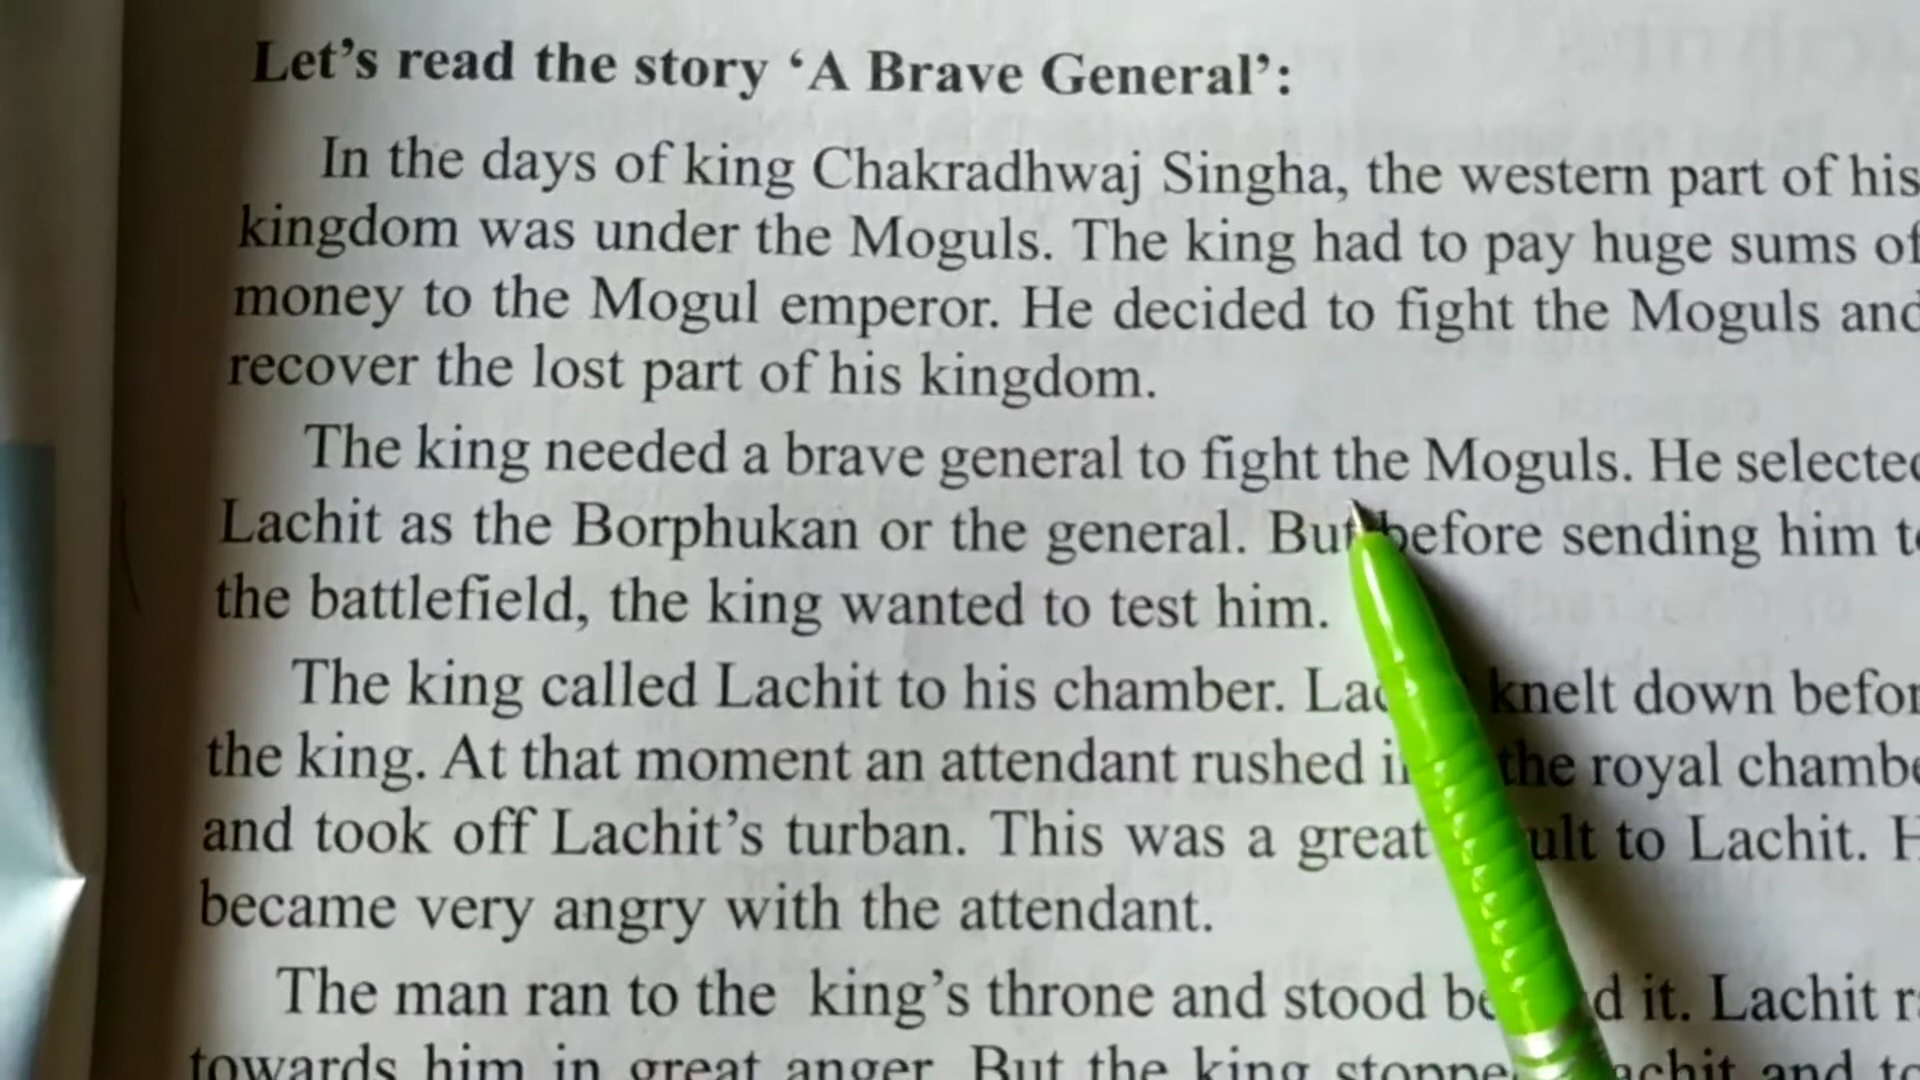 Let's read the story 'A Brave General':
In the days of king Chakradhwaj Singha, the western part of his
kingdom was under the Moguls. The king had to pay huge sums of
money to the Mogul emperor. He decided to fight the Moguls and
recover the lost part of his kingdom.
The king needed a brave general to fight the Moguls. He selected
Lachit as the Borphukan or the general. But before sending him
the battlefield, the king wanted to test him.
The king called Lachit to his chamber. knelt down
the king. At that moment an attendant rushed the royal
and took off Lachit's turban. This was a great to Lachit.
became very angry with the attendant.
The man ran to the king's throne and stood it. Lachit
towards him in great anger. But the king and